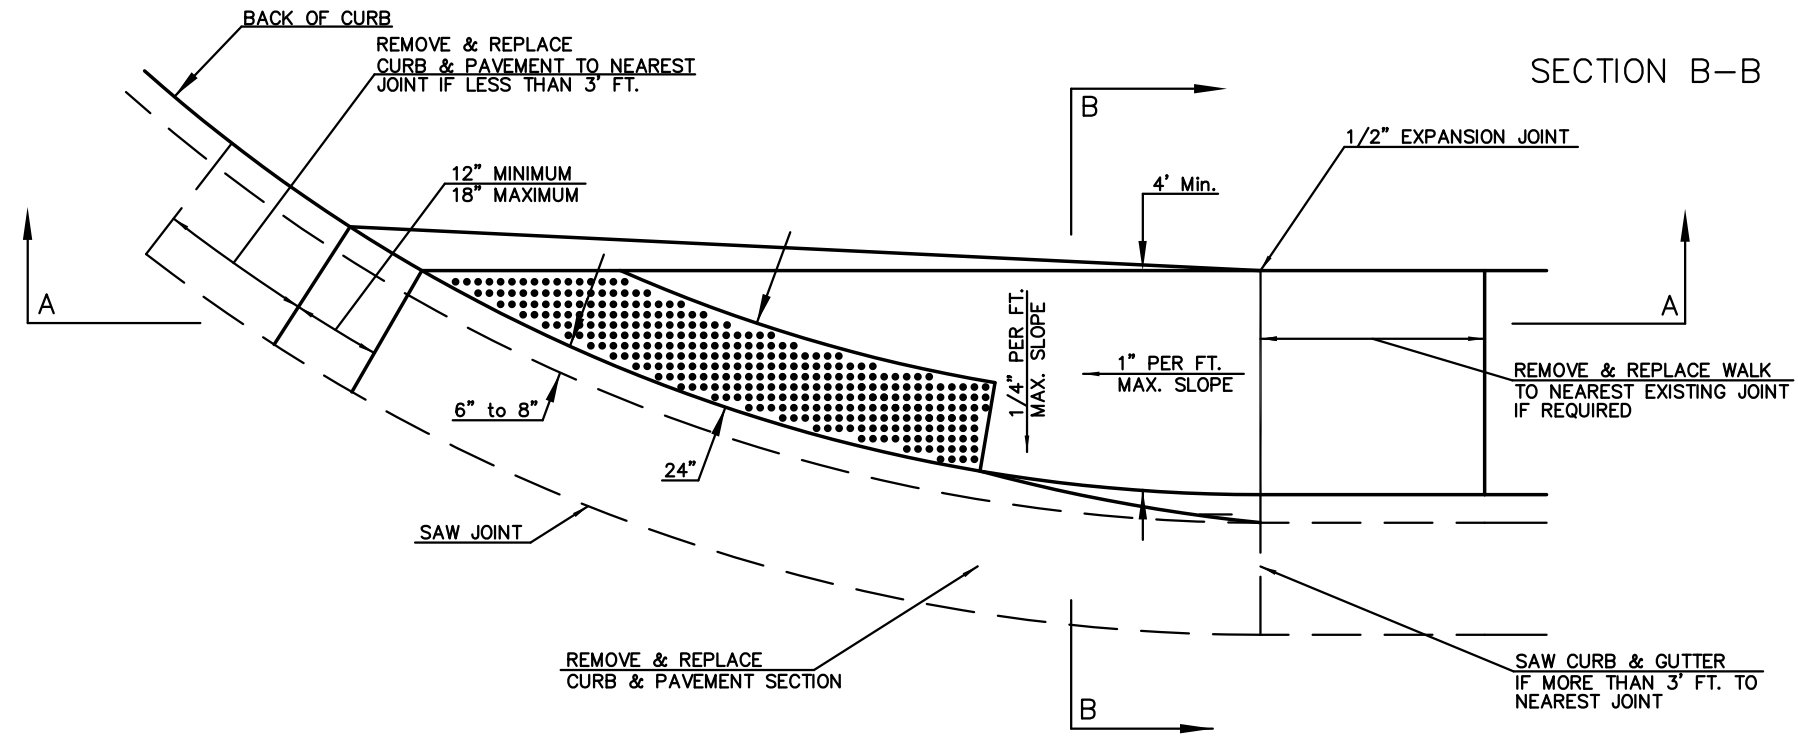 BACK OF CURB
REMOVE & REPLACE
CURB & PAVEMENT TO NEAREST
JOINT IF LESS THAN 3' FT.
SECTION B-B
B
1/2" EXPANSION JOINT
12" MINIMUM
18" MAXIMUM
4' Min.
A
A
1/4" PER FT.
MAX. SLOPE
1" PER FT.
MAX. SLOPE
REMOVE & REPLACE WALK
TO NEAREST EXISTING JOINT
IF REQUIRED
6" to 8"
24"
SAW JOINT
REMOVE & REPLACE
CURB & PAVEMENT SECTION
SAW CURB & GUTTER
IF MORE THAN 3' FT. TO
NEAREST JOINT
B